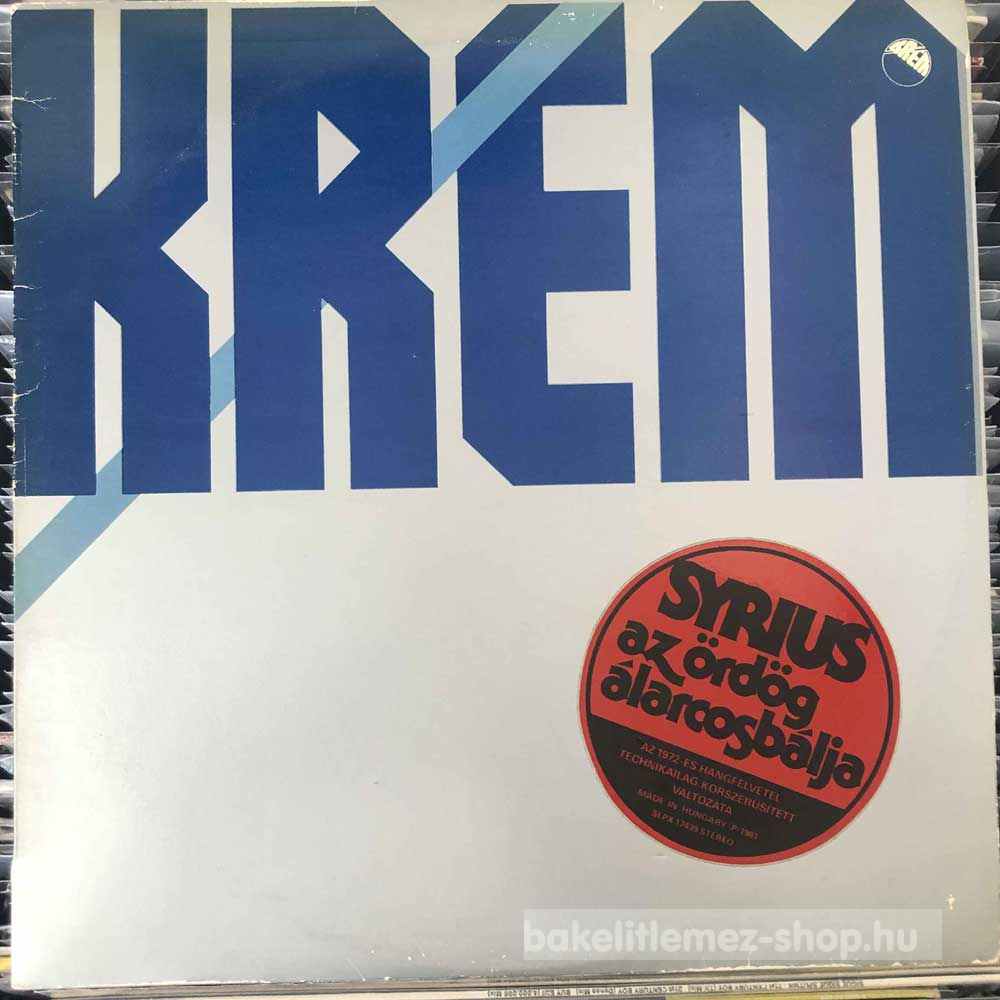 KRÉM
KRÉM
SYRIUS
az ördög
álarcosbálja
AZ 1972-ES HANGFELVÉTEL
TECHNIKAILAG KORSZERŰSÍTETT
VÁLTOZATA
MADE IN HUNGARY ℗ 1981
SLPX 17439 STEREO
bakelitlemez-shop.hu